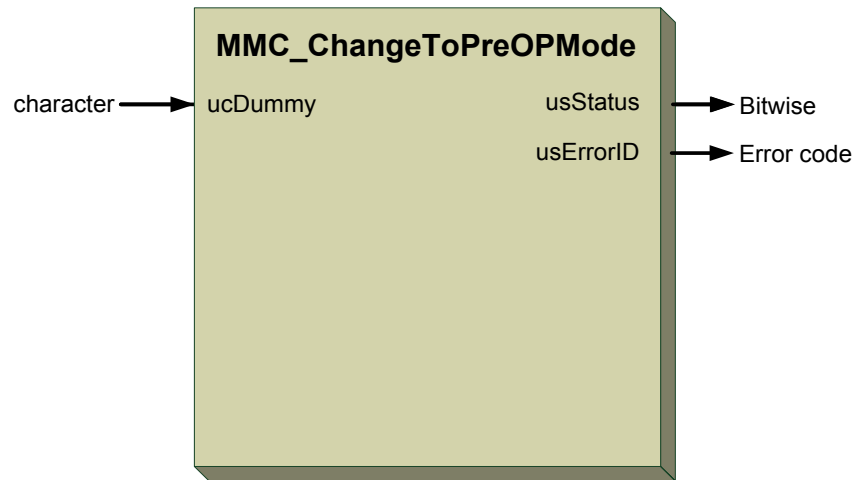 MMC_ChangeToPreOPMode
character ucDummy usStatus Bitwise
usErrorID Error code